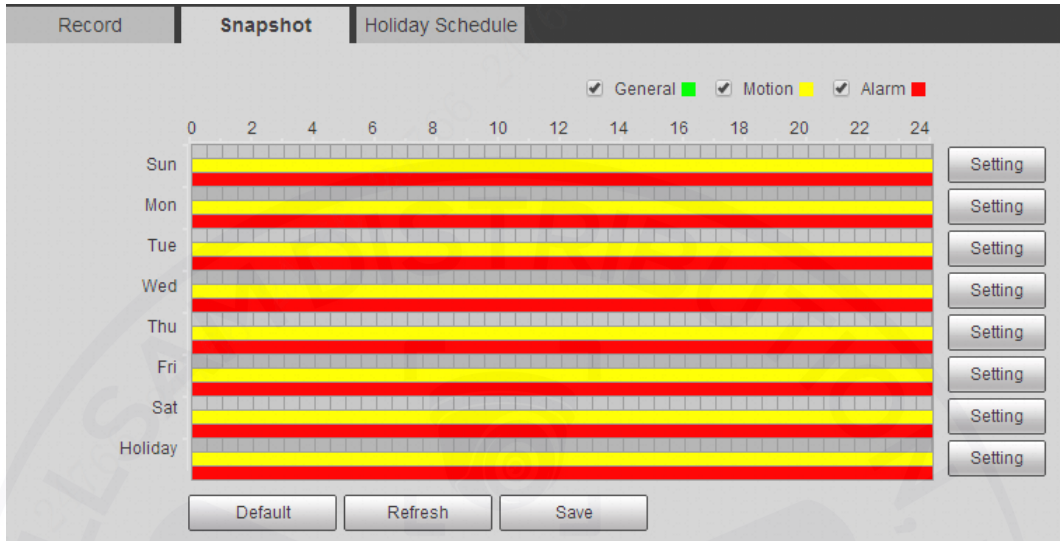 Record Snapshot Holiday Schedule
General Motion Alarm
0 2 4 6 8 10 12 14 16 18 20 22 24
Sun Setting
Mon Setting
Tue Setting
Wed Setting
Thu Setting
Fri Setting
Sat Setting
Holiday Setting
Default Refresh Save